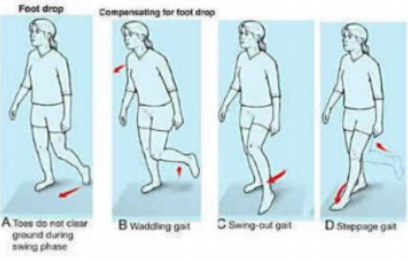 Foot drop
Compensating for foot drop
A Toes do not clear
ground during
swing phase
B Waddling gait
C Swing-out gait
D Steppage gait